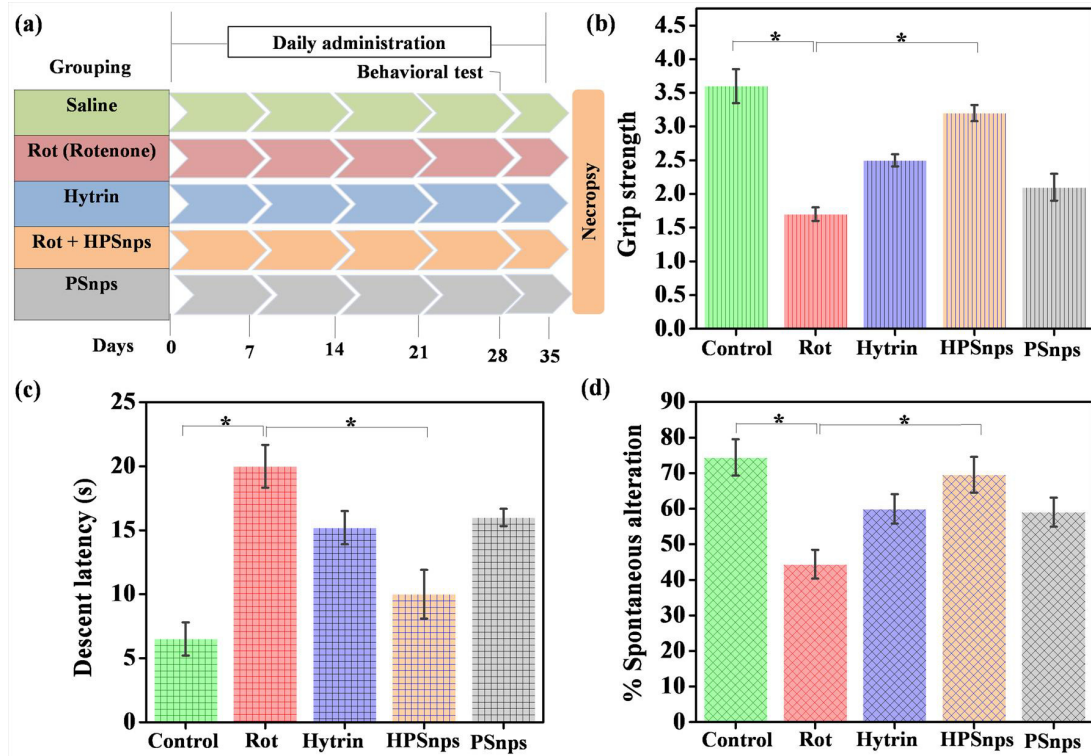 (a)
Daily administration
Grouping
Behavioral test
Saline
Rot (Rotenone)
Hytrin
Rot + HPSnps
PSnps
Necropsy
Days 0 7 14 21 28 35
(b)
Grip strength
4.5
4.0
3.5
3.0
2.5
2.0
1.5
1.0
0.5
0.0
* *
Control Rot Hytrin HPSnps PSnps
(c)
Descent latency (s)
25
20
15
10
5
0
* *
Control Rot Hytrin HPSnps PSnps
(d)
% Spontaneous alteration
90
80
70
60
50
40
30
20
10
0
* *
Control Rot Hytrin HPSnps PSnps